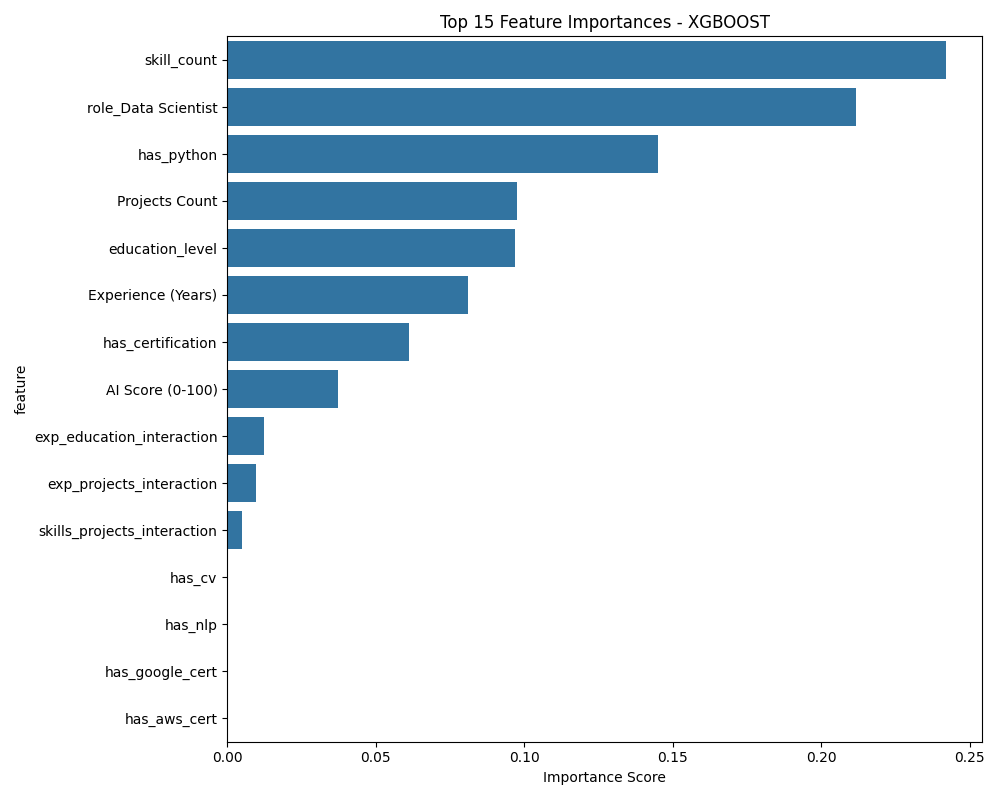 Top 15 Feature Importances - XGBOOST
skill_count
role_Data Scientist
has_python
Projects Count
education_level
Experience (Years)
has_certification
AI Score (0-100)
exp_education_interaction
exp_projects_interaction
skills_projects_interaction
has_cv
has_nlp
has_google_cert
has_aws_cert
feature
0.00 0.05 0.10 0.15 0.20 0.25
Importance Score